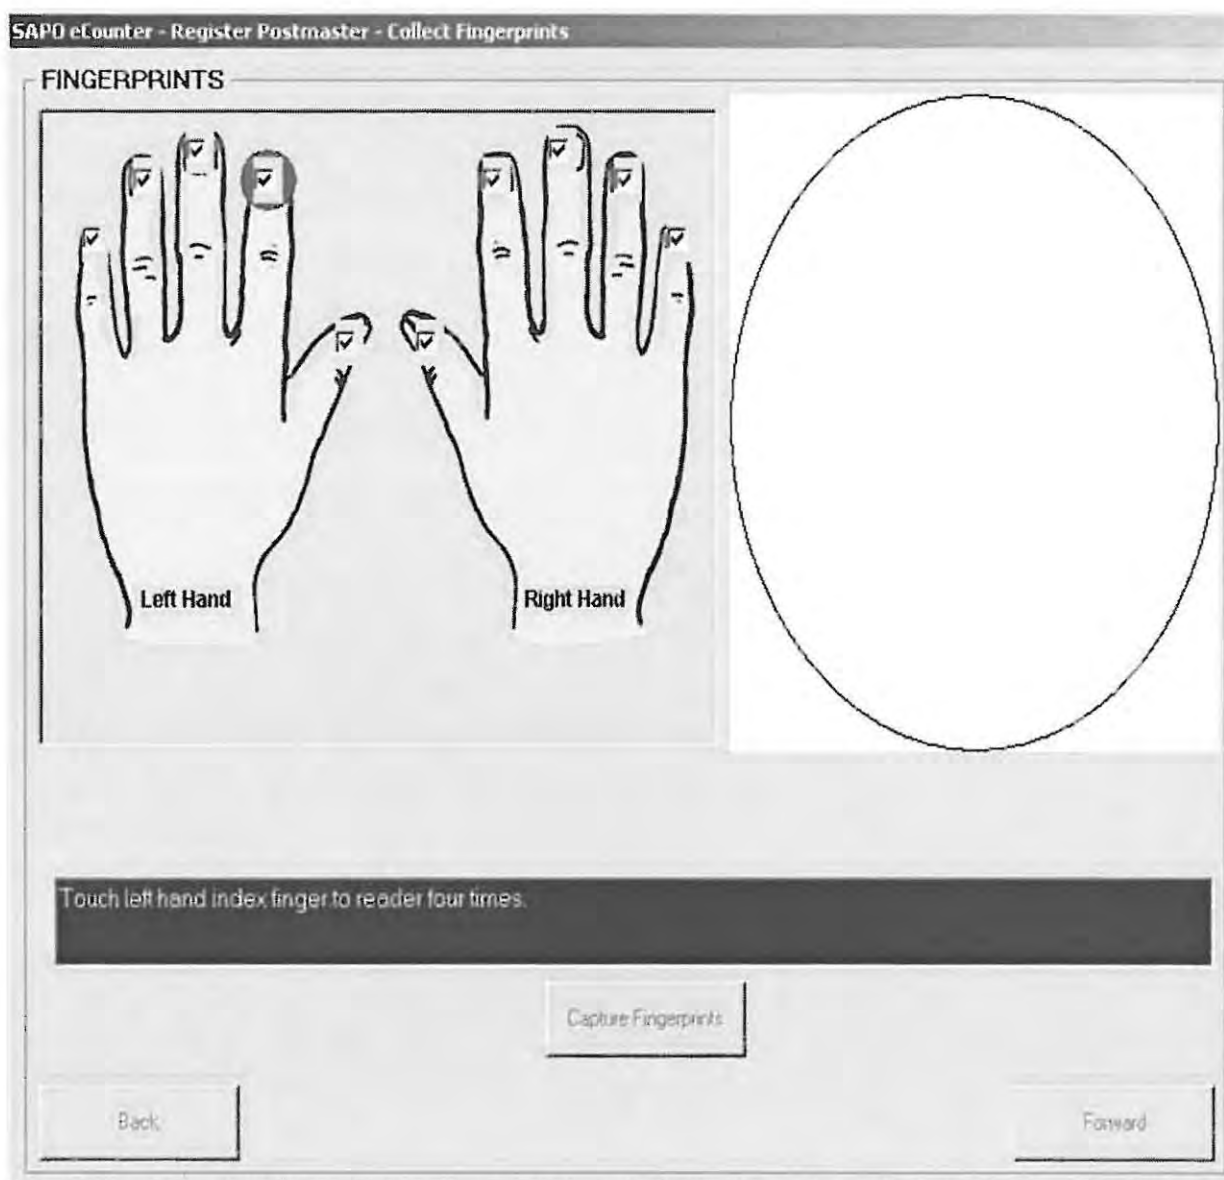 SAPO eCounter - Register Postmaster - Collect Fingerprints
FINGERPRINTS
Left Hand
Right Hand
Touch left hand index finger to reader four times.
Capture Fingerprints
Back
Forward